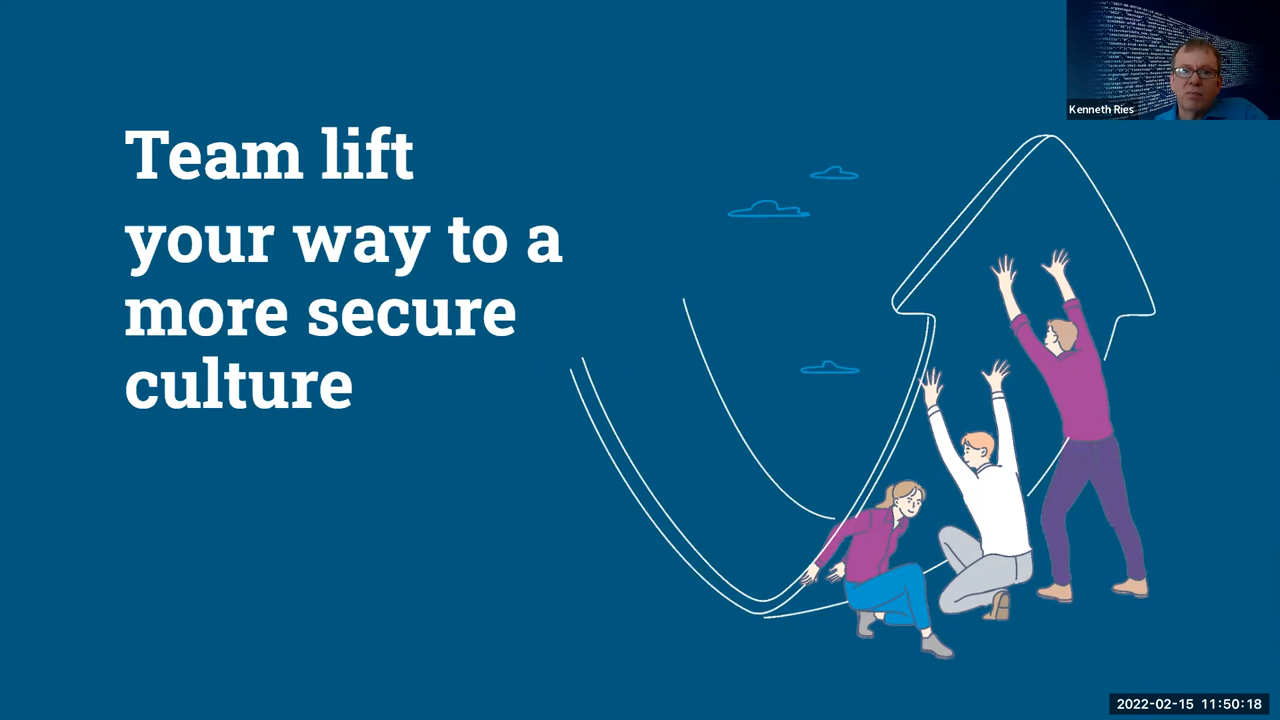 Team lift
your way to a
more secure
culture
Kenneth Ries
2022-02-15 11:50:18